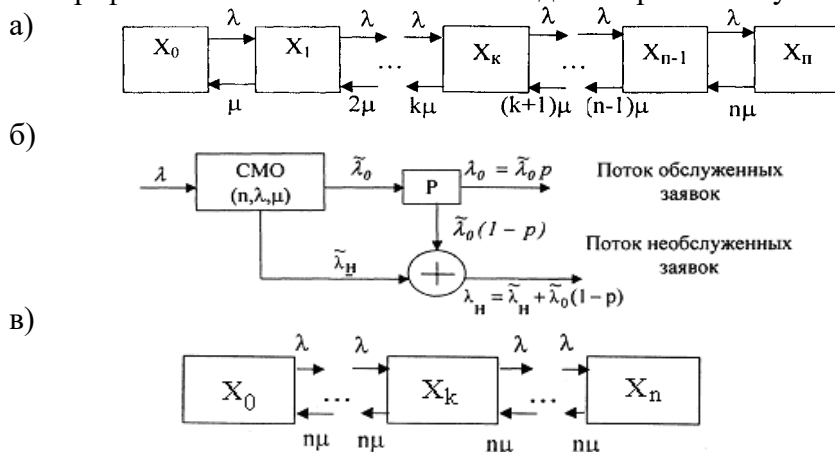 а)
X₀ λ X₁ λ λ Xк λ λ Xn-1 λ Xп
... ...
μ 2μ kμ (k+1)μ (n-1)μ nμ
б)
λ СМО (n,λ,μ) λ̃₀ P λ₀ = λ̃₀p Поток обслуженных
заявок
λ̃₀(1 – p)
λ̃н + Поток необслуженных
заявок
λн = λ̃н + λ̃₀(1–p)
в)
λ λ λ λ
X₀ ... Xk ... Xn
nμ nμ nμ nμ